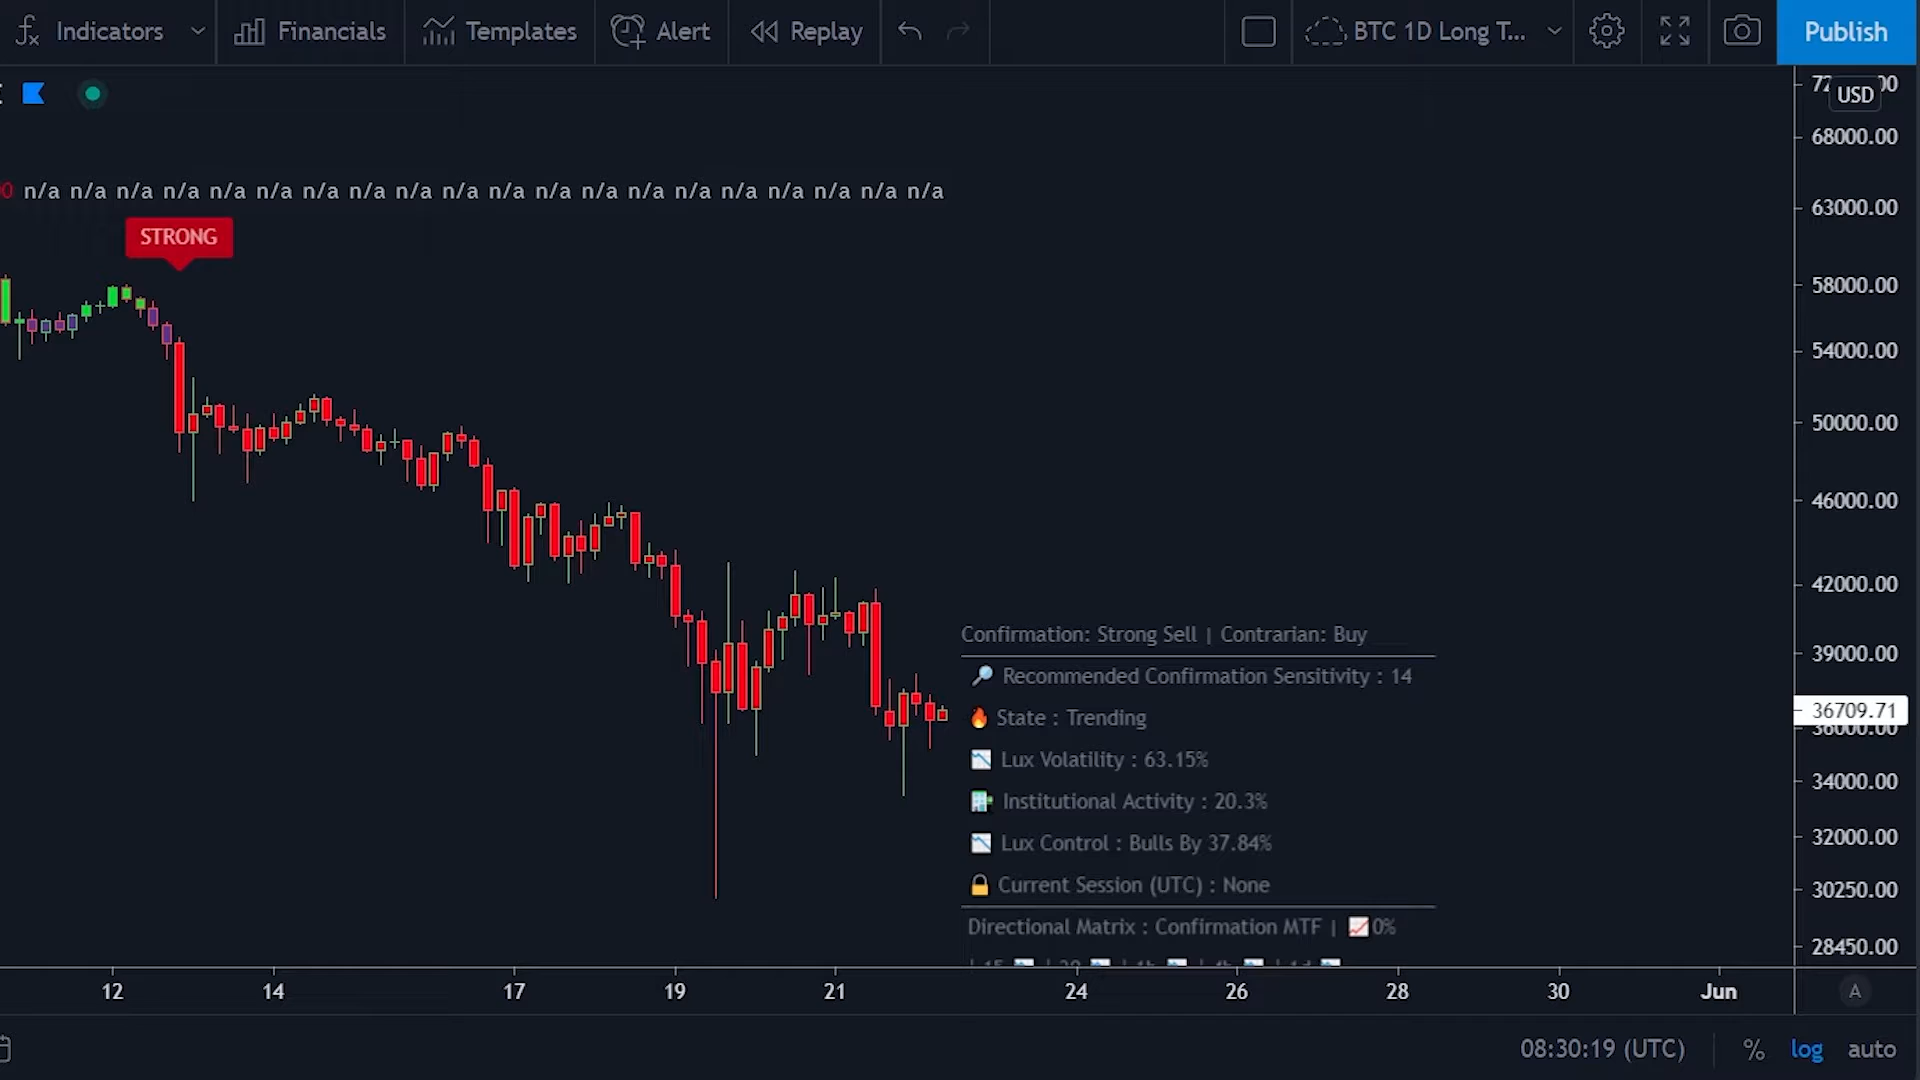 Indicators Financials Templates Alert Replay BTC 1D Long T... Publish
USD
68000.00
n/a n/a n/a n/a n/a n/a n/a n/a n/a n/a n/a n/a n/a n/a n/a n/a n/a n/a n/a n/a
63000.00
STRONG
58000.00
54000.00
50000.00
46000.00
42000.00
Confirmation: Strong Sell | Contrarian: Buy
39000.00
Recommended Confirmation Sensitivity : 14
State : Trending
36709.71
36000.00
Lux Volatility : 63.15%
34000.00
Institutional Activity : 20.3%
32000.00
Lux Control : Bulls By 37.84%
Current Session (UTC) : None
30250.00
Directional Matrix : Confirmation MTF | 0%
28450.00
12 14 17 19 21 24 26 28 30 Jun A
08:30:19 (UTC) % log auto